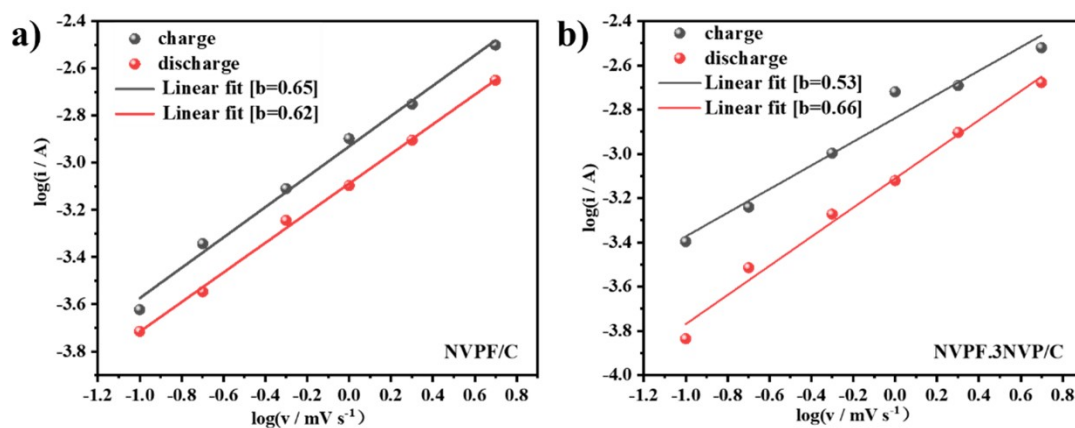 a)
charge
discharge
Linear fit [b=0.65]
Linear fit [b=0.62]
log(i / A)
-2.4
-2.6
-2.8
-3.0
-3.2
-3.4
-3.6
-3.8
NVPF/C
-1.2 -1.0 -0.8 -0.6 -0.4 -0.2 0.0 0.2 0.4 0.6 0.8
log(v / mV s⁻¹)
b)
charge
discharge
Linear fit [b=0.53]
Linear fit [b=0.66]
log(i / A)
-2.4
-2.6
-2.8
-3.0
-3.2
-3.4
-3.6
-3.8
-4.0
NVPF.3NVP/C
-1.2 -1.0 -0.8 -0.6 -0.4 -0.2 0.0 0.2 0.4 0.6 0.8
log(v / mV s⁻¹)